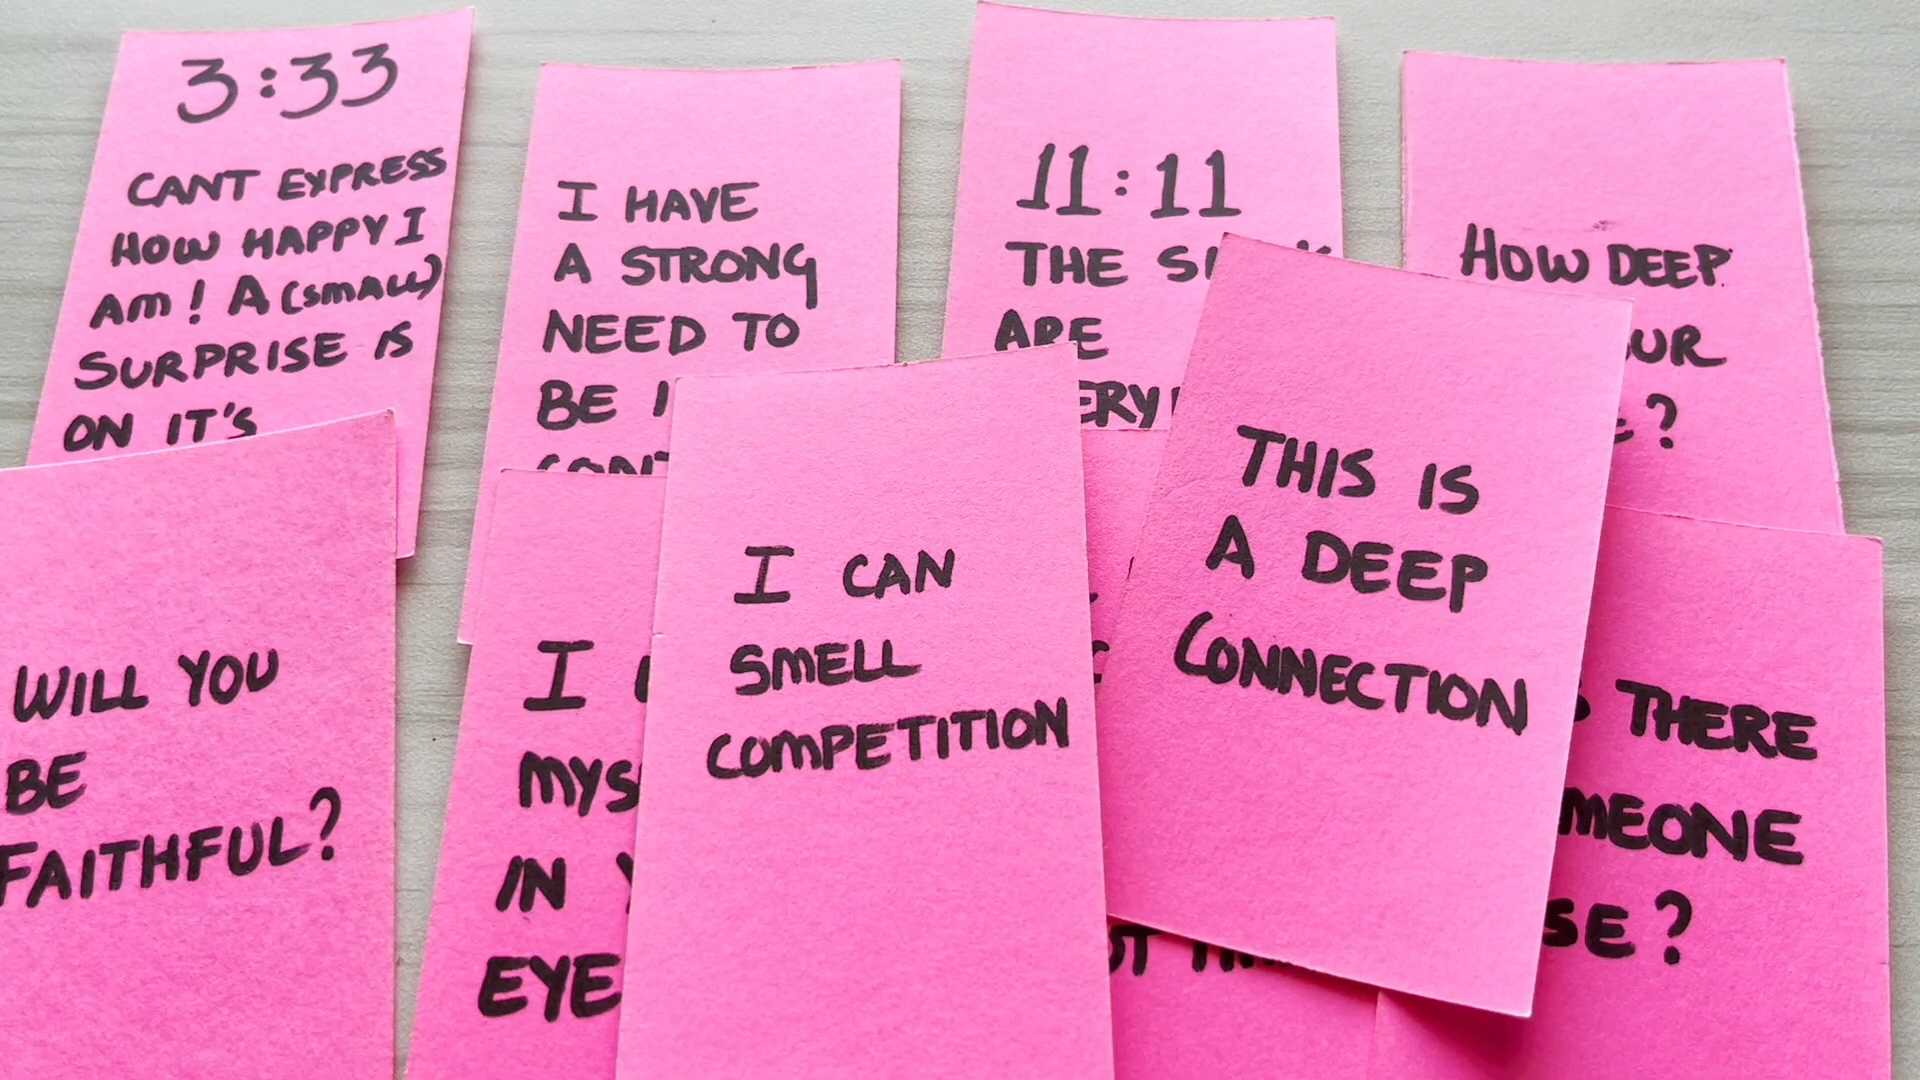 3:33
CANT EXPRESS
HOW HAPPY I
AM! A (SMALL)
SURPRISE IS
ON IT'S
I HAVE
A STRONG
NEED TO
BE
11:11
THE
ARE
HOW DEEP
?
WILL YOU
BE
FAITHFUL?
I
IN
I CAN
SMELL
COMPETITION
THIS IS
A DEEP
CONNECTION
THERE